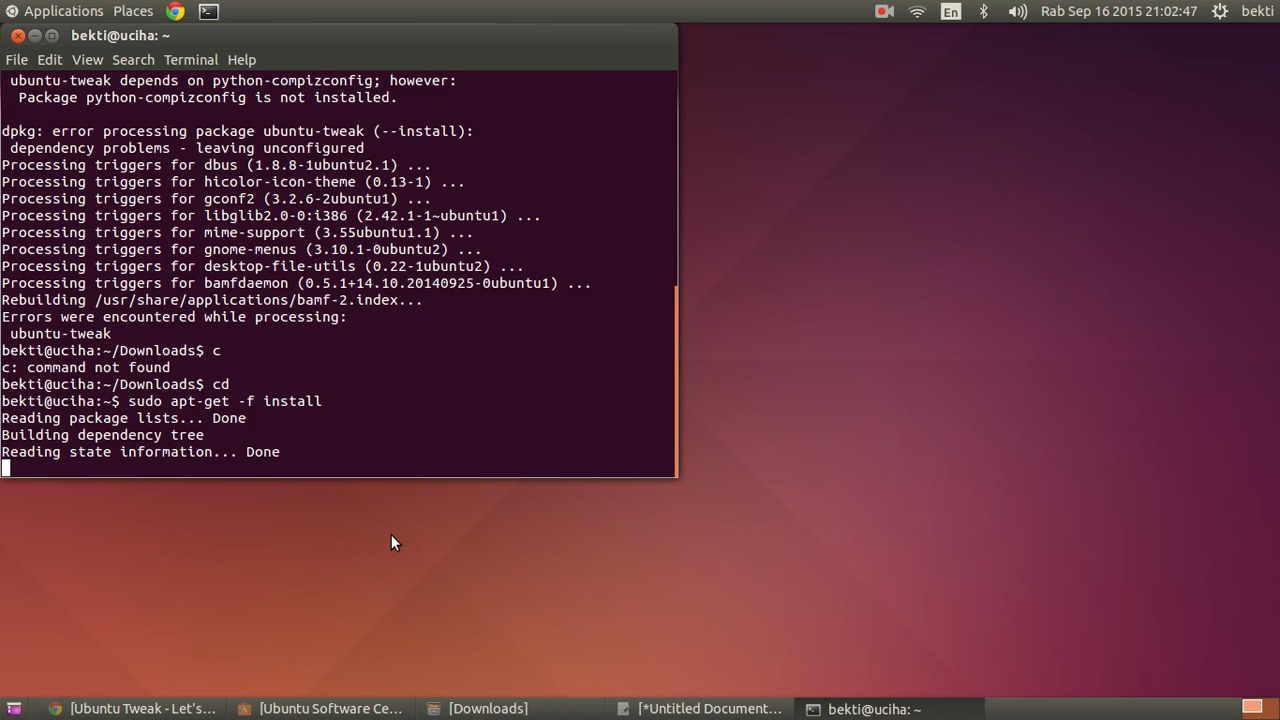 Applications Places En Rab Sep 16 2015 21:02:47 bekti
bekti@uciha: ~
File Edit View Search Terminal Help
ubuntu-tweak depends on python-compizconfig; however:
Package python-compizconfig is not installed.
dpkg: error processing package ubuntu-tweak (--install):
dependency problems - leaving unconfigured
Processing triggers for dbus (1.8.8-1ubuntu2.1) ...
Processing triggers for hicolor-icon-theme (0.13-1) ...
Processing triggers for gconf2 (3.2.6-2ubuntu1) ...
Processing triggers for libglib2.0-0:i386 (2.42.1-1~ubuntu1) ...
Processing triggers for mime-support (3.55ubuntu1.1) ...
Processing triggers for gnome-menus (3.10.1-0ubuntu2) ...
Processing triggers for desktop-file-utils (0.22-1ubuntu2) ...
Processing triggers for bamfdaemon (0.5.1+14.10.20140925-0ubuntu1) ...
Rebuilding /usr/share/applications/bamf-2.index...
Errors were encountered while processing:
ubuntu-tweak
bekti@uciha:~/Downloads$ c
c: command not found
bekti@uciha:~/Downloads$ cd
bekti@uciha:~$ sudo apt-get -f install
Reading package lists... Done
Building dependency tree
Reading state information... Done
[Ubuntu Tweak - Let's... [Ubuntu Software Ce... [Downloads] [*Untitled Document... bekti@uciha: ~